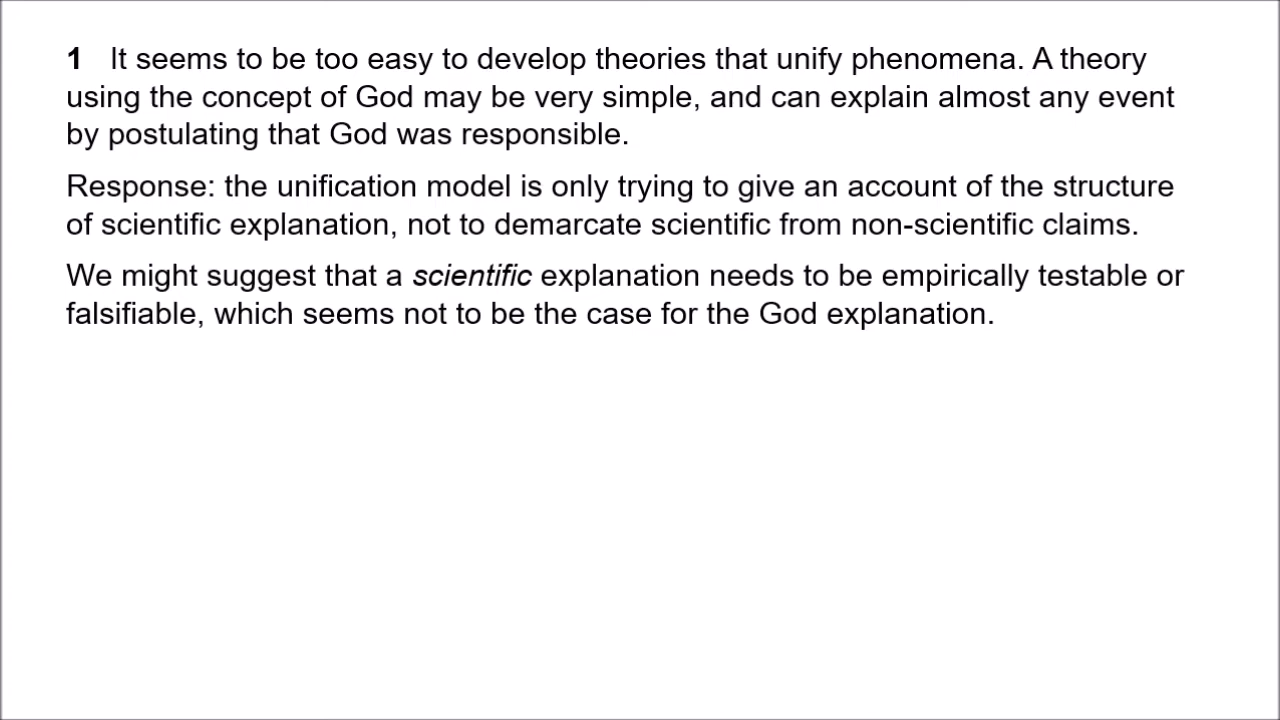 1 It seems to be too easy to develop theories that unify phenomena. A theory
using the concept of God may be very simple, and can explain almost any event
by postulating that God was responsible.
Response: the unification model is only trying to give an account of the structure
of scientific explanation, not to demarcate scientific from non-scientific claims.
We might suggest that a scientific explanation needs to be empirically testable or
falsifiable, which seems not to be the case for the God explanation.